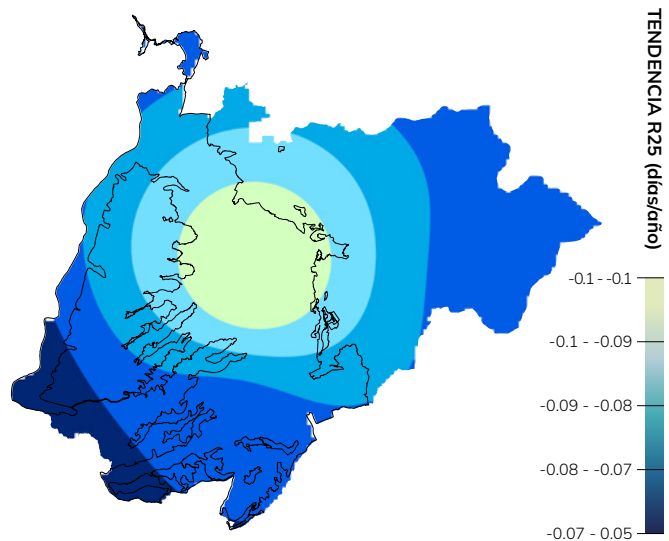 TENDENCIA R25 (días/año)
-0.1 - -0.1
-0.1 - -0.09
-0.09 - -0.08
-0.08 - -0.07
-0.07 - 0.05